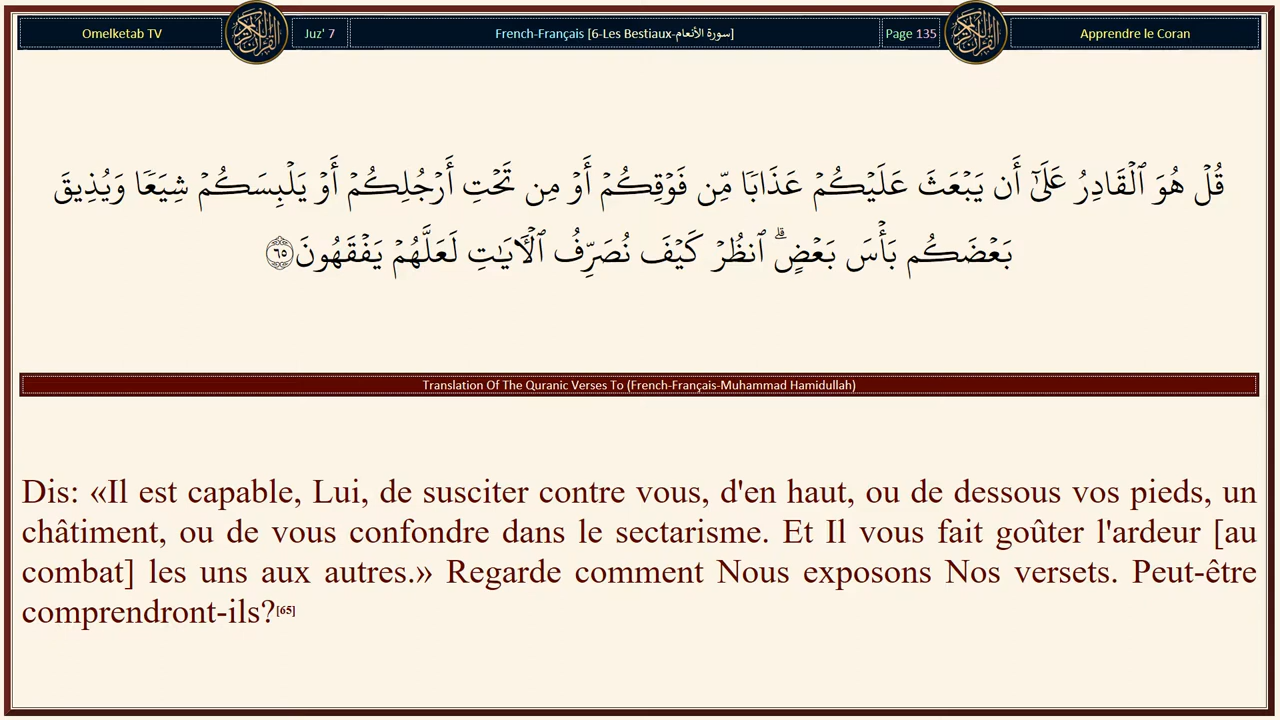 Omelketab TV
Juz' 7
French-Français [6-Les Bestiaux-سورة الأنعام]
Page 135
Apprendre le Coran
قُلۡ هُوَ ٱلۡقَادِرُ عَلَىٰٓ أَن يَبۡعَثَ عَلَيۡكُمۡ عَذَابٗا مِّن فَوۡقِكُمۡ أَوۡ مِن تَحۡتِ أَرۡجُلِكُمۡ أَوۡ يَلۡبِسَكُمۡ شِيَعٗا وَيُذِيقَ
بَعۡضَكُم بَأۡسَ بَعۡضٍۗ ٱنظُرۡ كَيۡفَ نُصَرِّفُ ٱلۡأٓيَٰتِ لَعَلَّهُمۡ يَفۡقَهُونَ ٦٥
Translation Of The Quranic Verses To (French-Français-Muhammad Hamidullah)
Dis: «Il est capable, Lui, de susciter contre vous, d'en haut, ou de dessous vos pieds, un
châtiment, ou de vous confondre dans le sectarisme. Et Il vous fait goûter l'ardeur [au
combat] les uns aux autres.» Regarde comment Nous exposons Nos versets. Peut-être
comprendront-ils?[65]